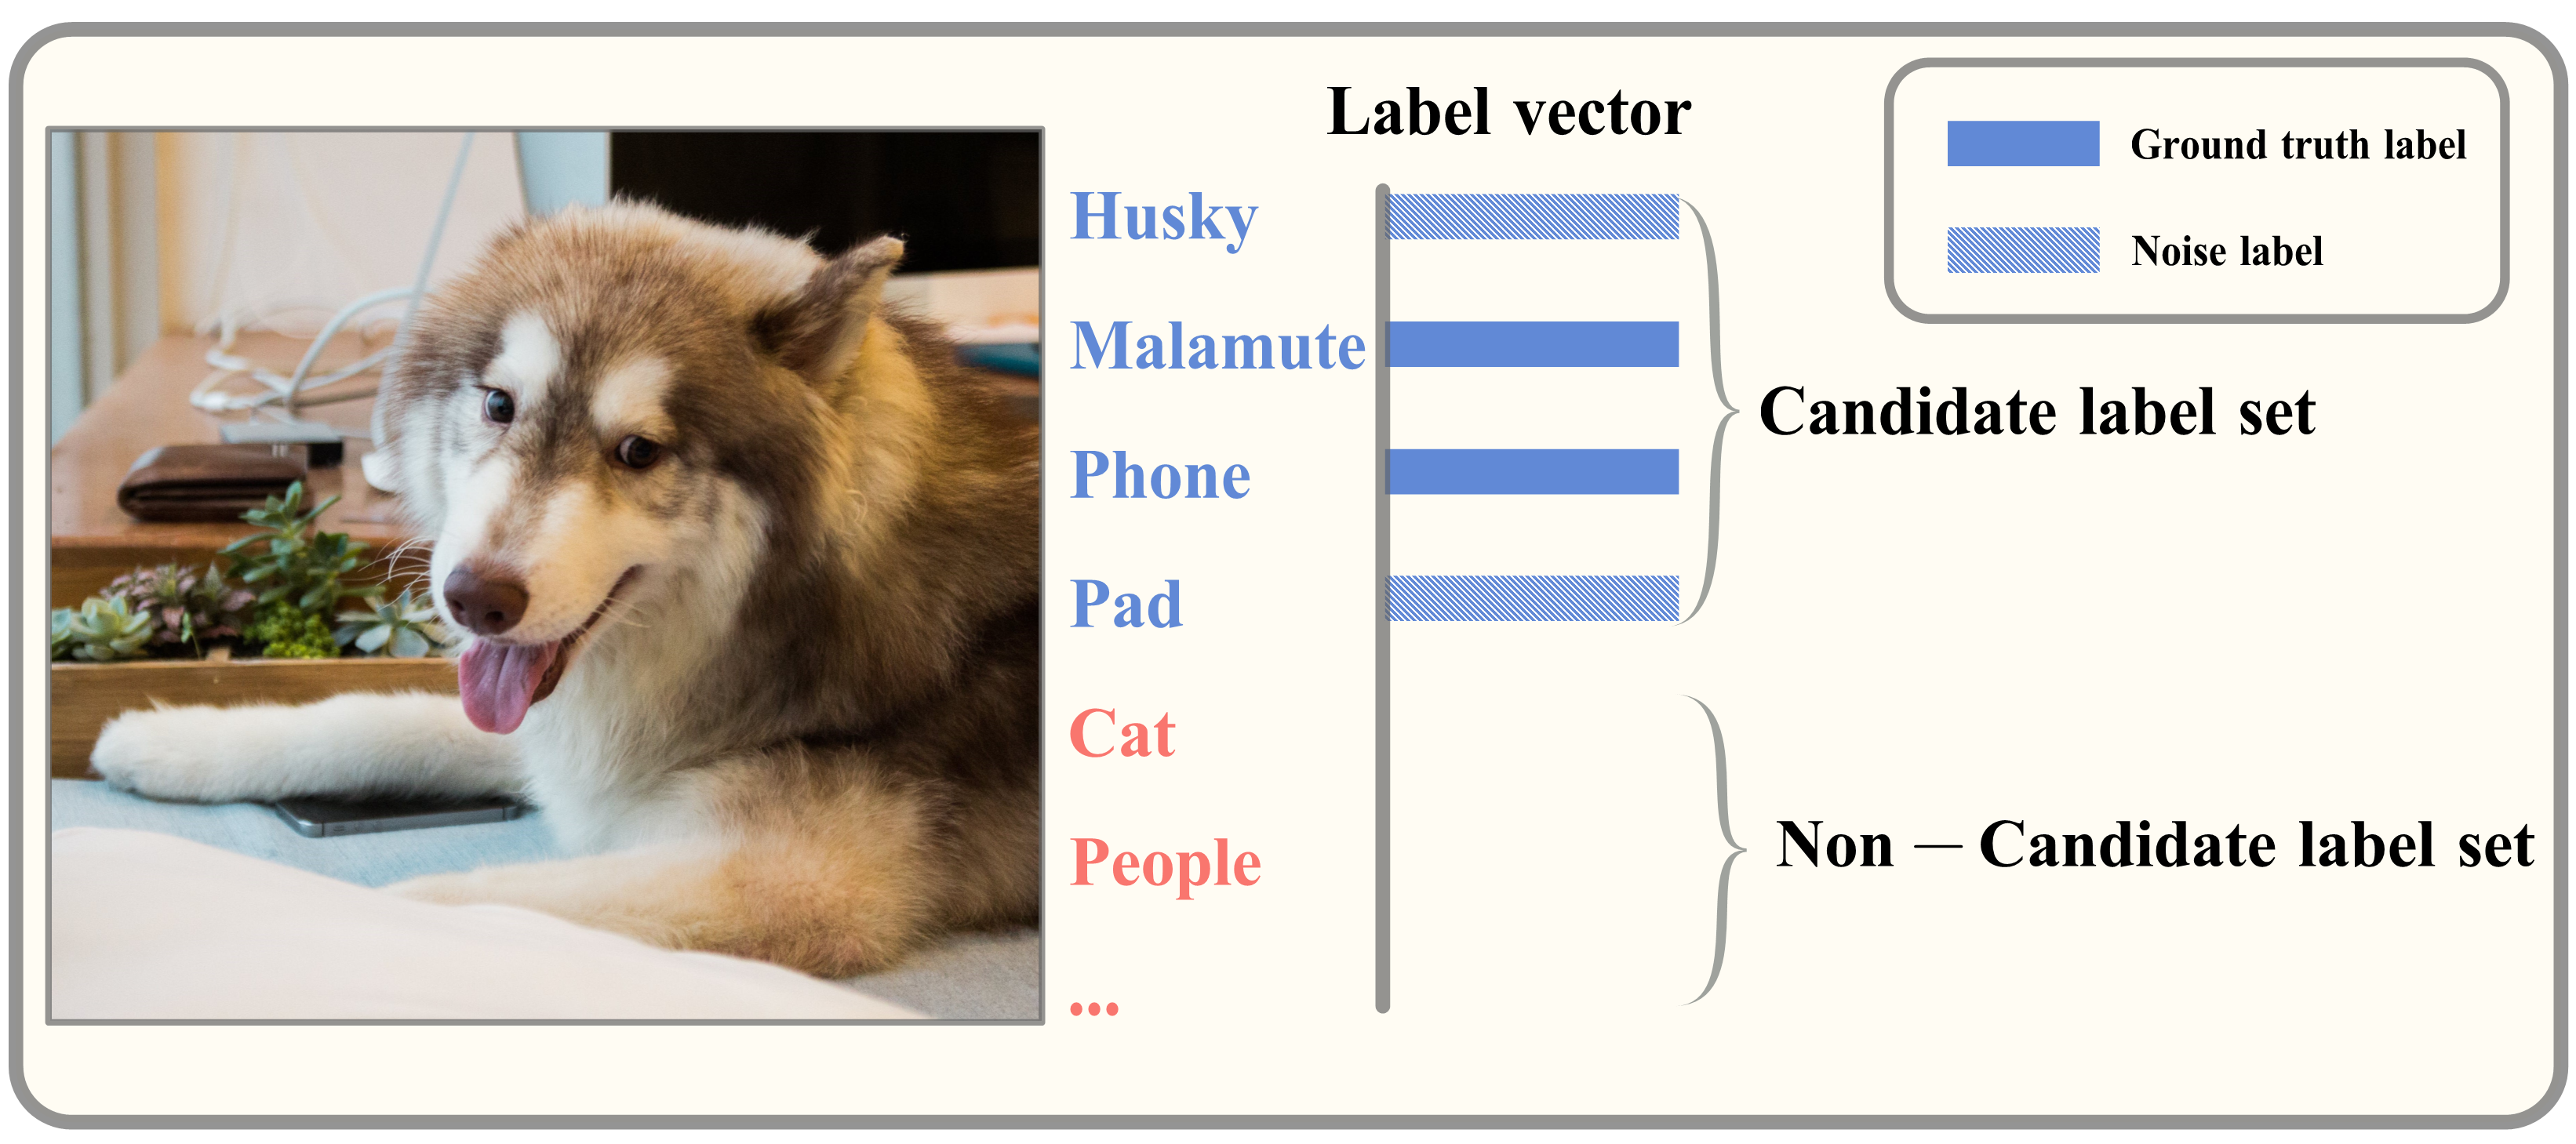 Label vector
Ground truth label
Noise label
Husky
Malamute
Phone
Pad
Cat
People
...
Candidate label set
Non — Candidate label set